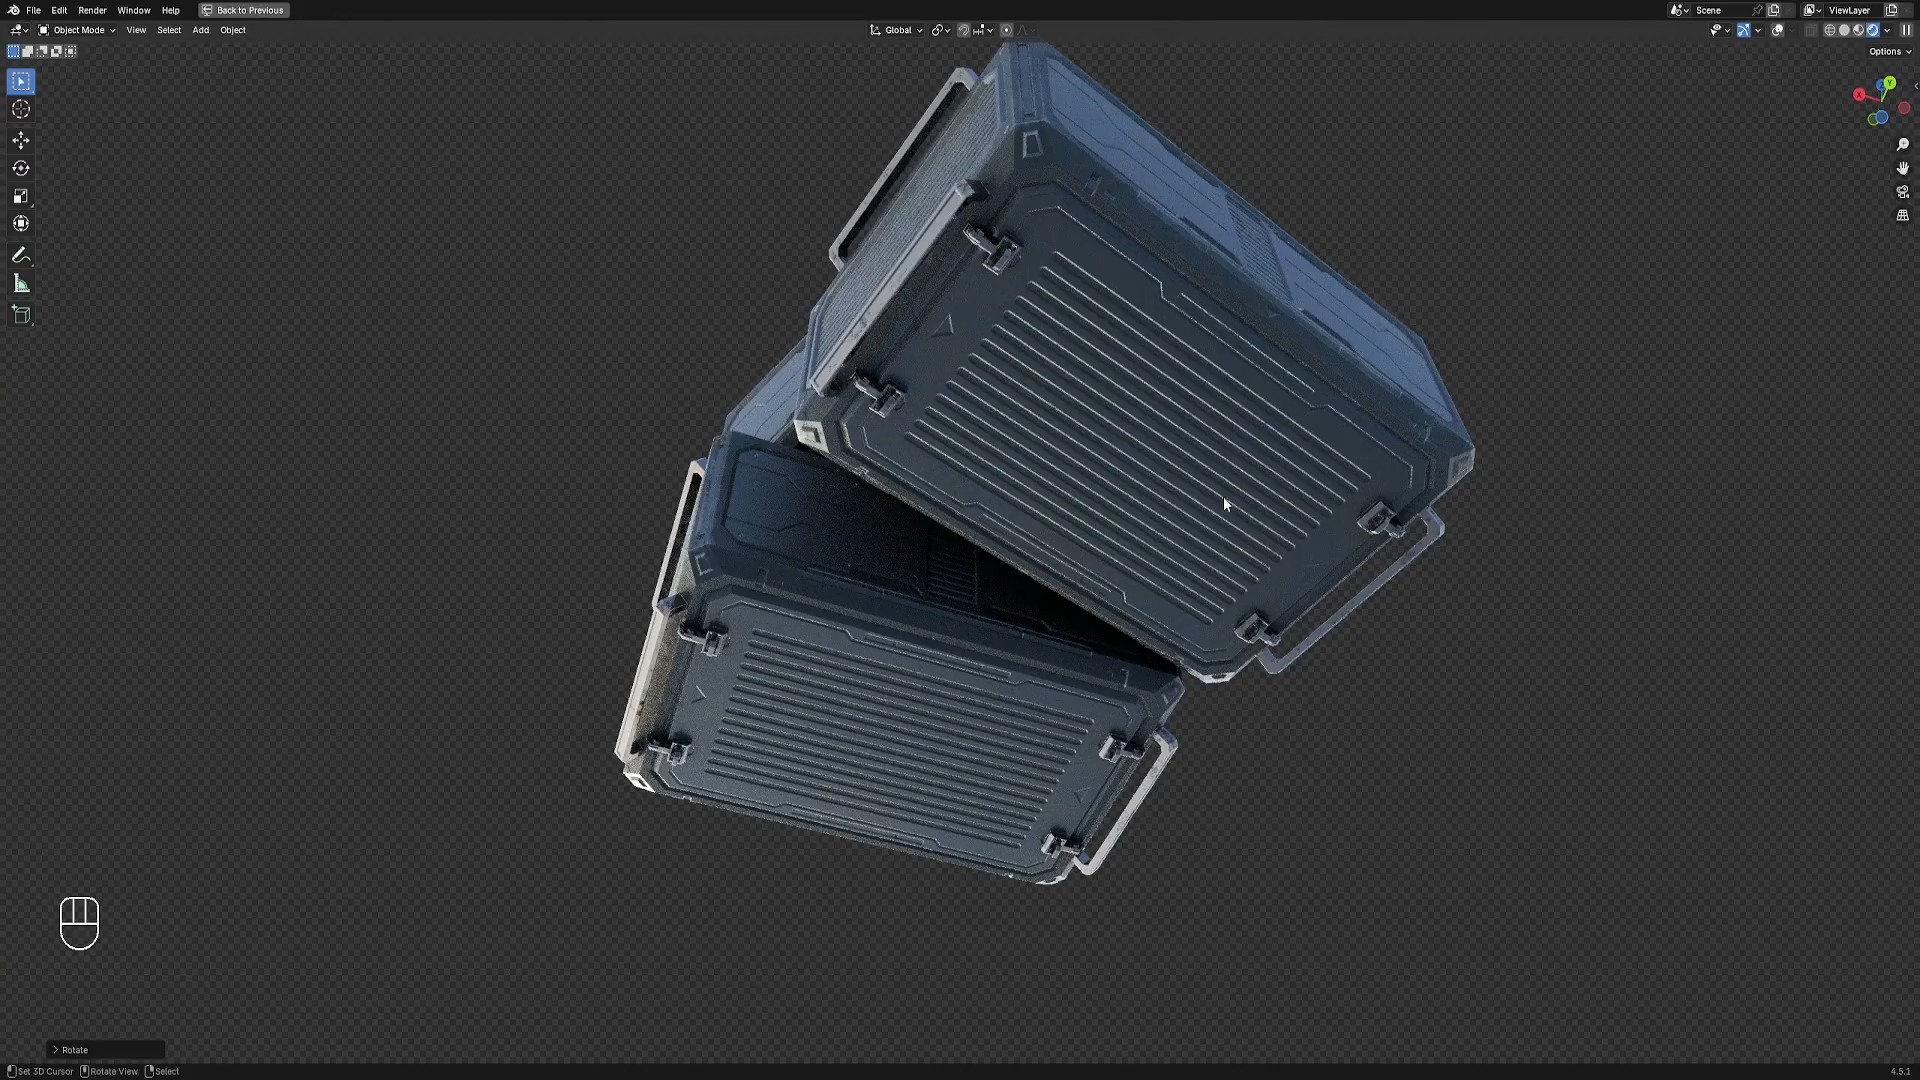 File Edit Render Window Help Back to Previous Scene ViewLayer
Object Mode View Select Add Object Global
Options
X Y
Rotate
Set 3D Cursor Rotate View Select 4.5.1